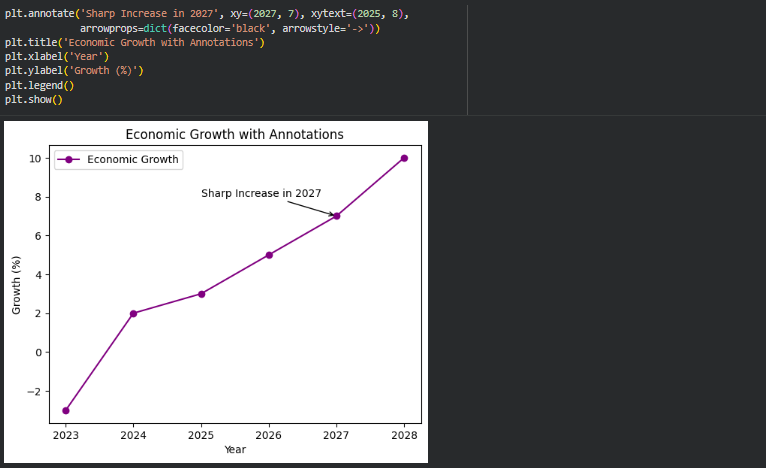 plt.annotate('Sharp Increase in 2027', xy=(2027, 7), xytext=(2025, 8),
arrowprops=dict(facecolor='black', arrowstyle='->'))
plt.title('Economic Growth with Annotations')
plt.xlabel('Year')
plt.ylabel('Growth (%)')
plt.legend()
plt.show()
Economic Growth with Annotations
Economic Growth
Sharp Increase in 2027
Growth (%)
10
8
6
4
2
0
−2
2023 2024 2025 2026 2027 2028
Year